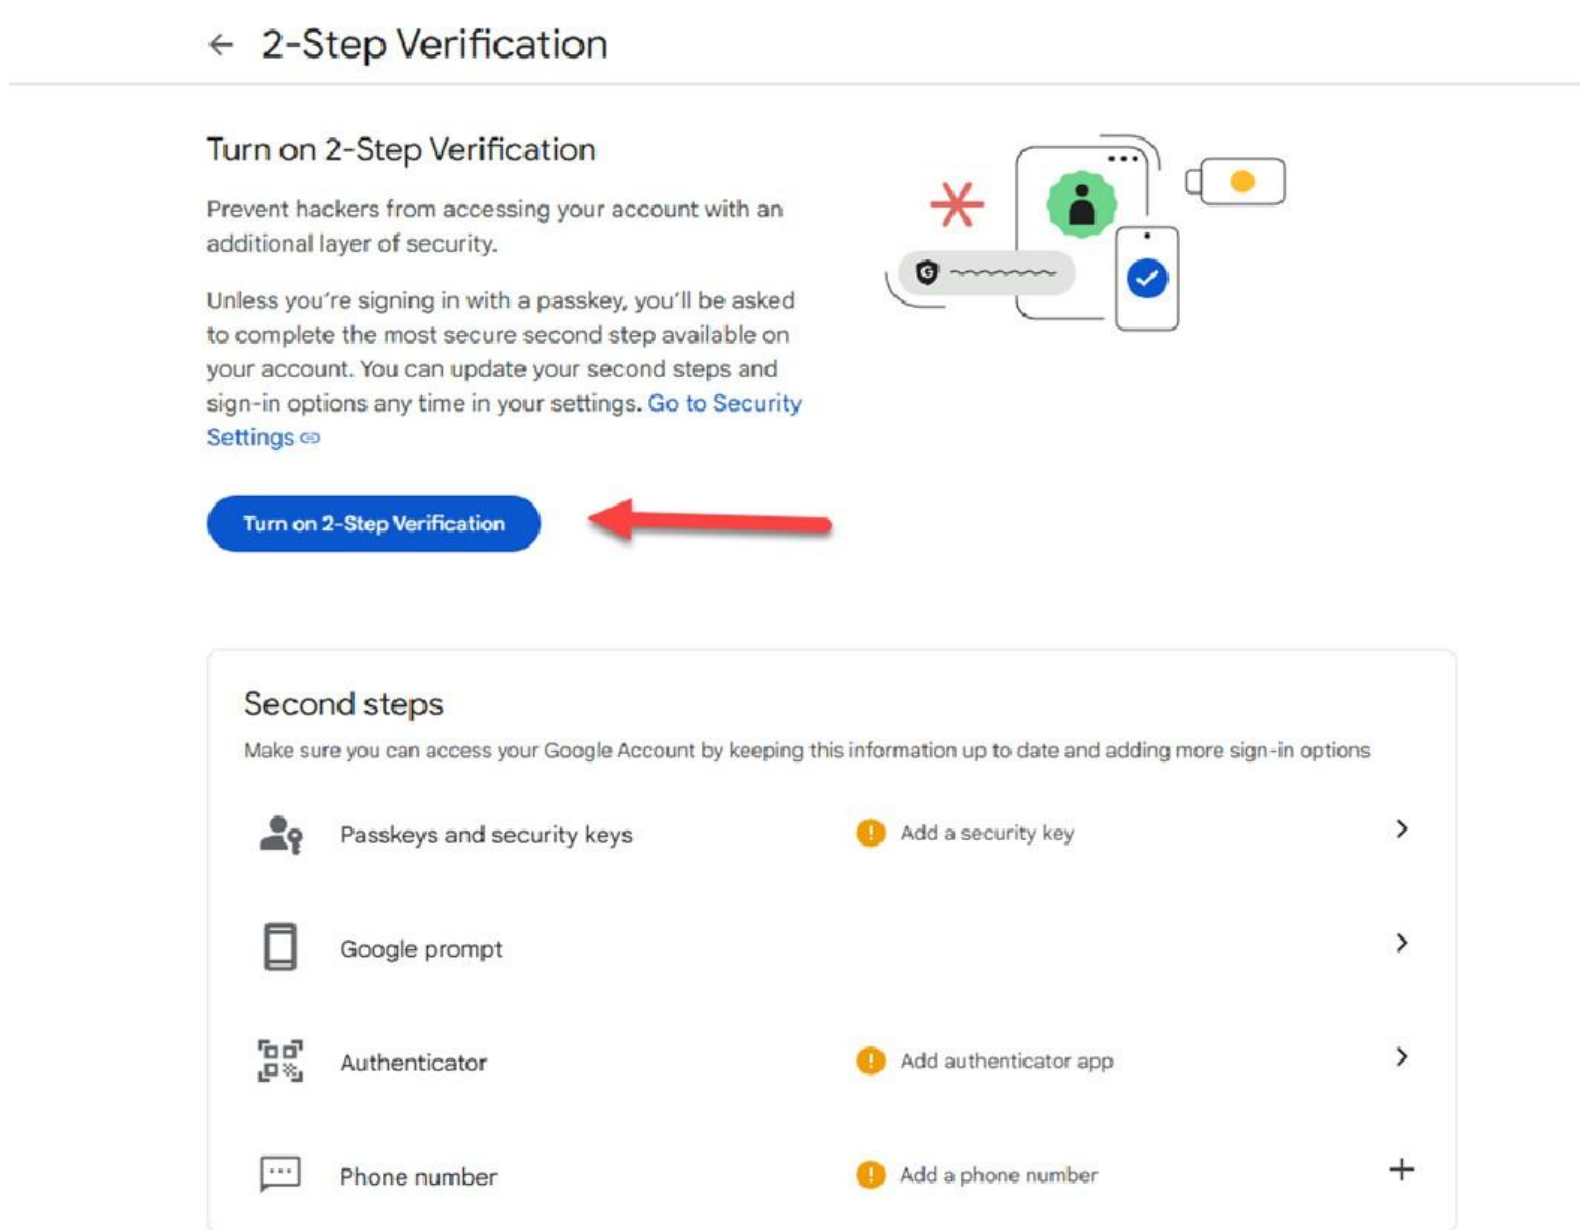 2-Step Verification
Turn on 2-Step Verification
Prevent hackers from accessing your account with an
additional layer of security.
Unless you're signing in with a passkey, you'll be asked
to complete the most secure second step available on
your account. You can update your second steps and
sign-in options any time in your settings. Go to Security
Settings
Turn on 2-Step Verification
Second steps
Make sure you can access your Google Account by keeping this information up to date and adding more sign-in options
Passkeys and security keys
Add a security key
Google prompt
Authenticator
Add authenticator app
Phone number
Add a phone number